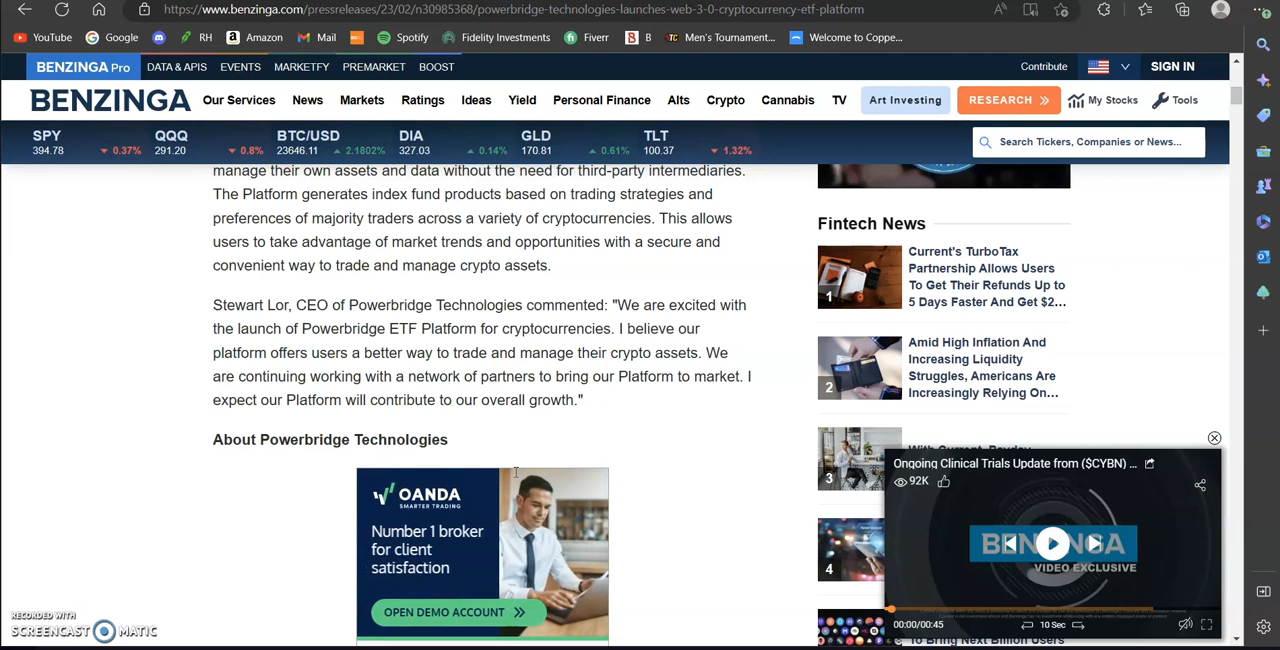 https://www.benzinga.com/pressreleases/23/02/n30985368/powerbridge-technologies-launches-web-3-0-cryptocurrency-etf-platform
YouTube Google RH Amazon Mail Spotify Fidelity Investments Fiverr B Men's Tournament... Welcome to Coppe...
BENZINGA Pro DATA & APIS EVENTS MARKETFY PREMARKET BOOST Contribute SIGN IN
BENZINGA Our Services News Markets Ratings Ideas Yield Personal Finance Alts Crypto Cannabis TV Art Investing RESEARCH My Stocks Tools
SPY QQQ BTC/USD DIA GLD TLT
394.78 0.37% 291.20 0.8% 23646.11 2.1802% 327.03 0.14% 170.81 0.61% 100.37 1.32%
Search Tickers, Companies or News...
manage their own assets and data without the need for third-party intermediaries.
The Platform generates index fund products based on trading strategies and
preferences of majority traders across a variety of cryptocurrencies. This allows
users to take advantage of market trends and opportunities with a secure and
convenient way to trade and manage crypto assets.
Stewart Lor, CEO of Powerbridge Technologies commented: "We are excited with
the launch of Powerbridge ETF Platform for cryptocurrencies. I believe our
platform offers users a better way to trade and manage their crypto assets. We
are continuing working with a network of partners to bring our Platform to market. I
expect our Platform will contribute to our overall growth."
About Powerbridge Technologies
OANDA
SMARTER TRADING
Number 1 broker
for client
satisfaction
OPEN DEMO ACCOUNT
Fintech News
1
Current's TurboTax
Partnership Allows Users
To Get Their Refunds Up to
5 Days Faster And Get $2...
2
Amid High Inflation And
Increasing Liquidity
Struggles, Americans Are
Increasingly Relying On...
3
With Current, Payday
4
To Bring Next Billion Users
Ongoing Clinical Trials Update from ($CYBN) ...
92K
BENZINGA
VIDEO EXCLUSIVE
00:00/00:45
10 Sec
RECORDED WITH
SCREENCAST MATIC